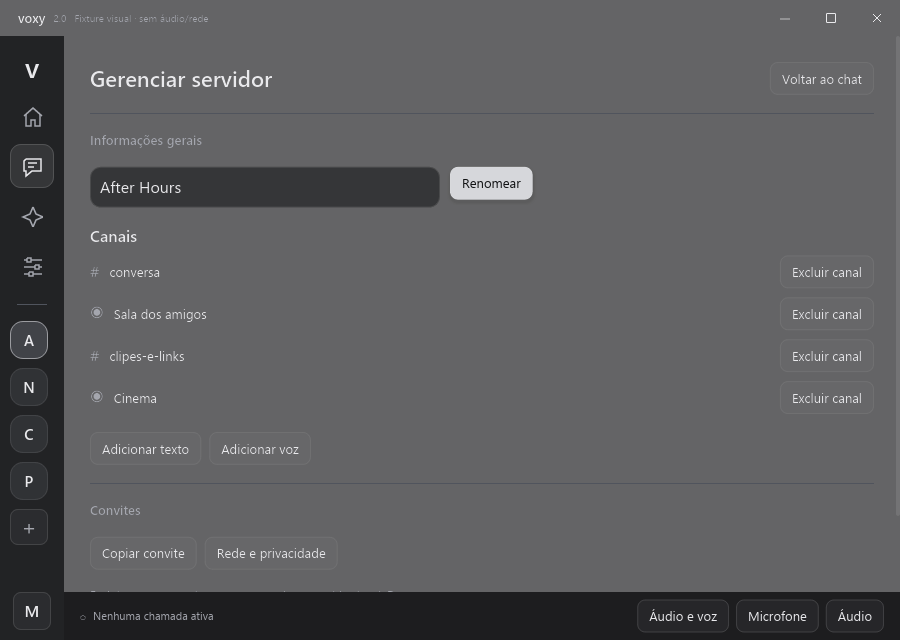 voxy 2.0 Fixture visual · sem áudio/rede
V
Gerenciar servidor
Voltar ao chat
Informações gerais
After Hours
Renomear
Canais
# conversa
Excluir canal
Sala dos amigos
Excluir canal
# clipes-e-links
Excluir canal
Cinema
Excluir canal
Adicionar texto
Adicionar voz
Convites
Copiar convite
Rede e privacidade
A
N
C
P
+
M
Nenhuma chamada ativa
Áudio e voz
Microfone
Áudio